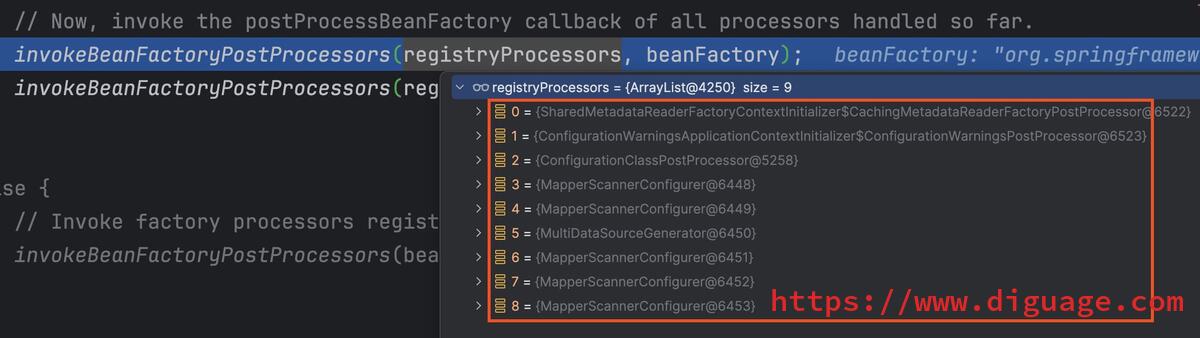 // Now, invoke the postProcessBeanFactory callback of all processors handled so far.
invokeBeanFactoryPostProcessors(registryProcessors, beanFactory);   beanFactory: "org.springframew
invokeBeanFactoryPostProcessors(reg
registryProcessors = {ArrayList@4250}  size = 9
0 = {SharedMetadataReaderFactoryContextInitializer$CachingMetadataReaderFactoryPostProcessor@6522}
1 = {ConfigurationWarningsApplicationContextInitializer$ConfigurationWarningsPostProcessor@6523}
2 = {ConfigurationClassPostProcessor@5258}
3 = {MapperScannerConfigurer@6448}
se {
4 = {MapperScannerConfigurer@6449}
// Invoke factory processors regist
5 = {MultiDataSourceGenerator@6450}
invokeBeanFactoryPostProcessors(bea
6 = {MapperScannerConfigurer@6451}
7 = {MapperScannerConfigurer@6452}
8 = {MapperScannerConfigurer@6453}
https://www.diguage.com